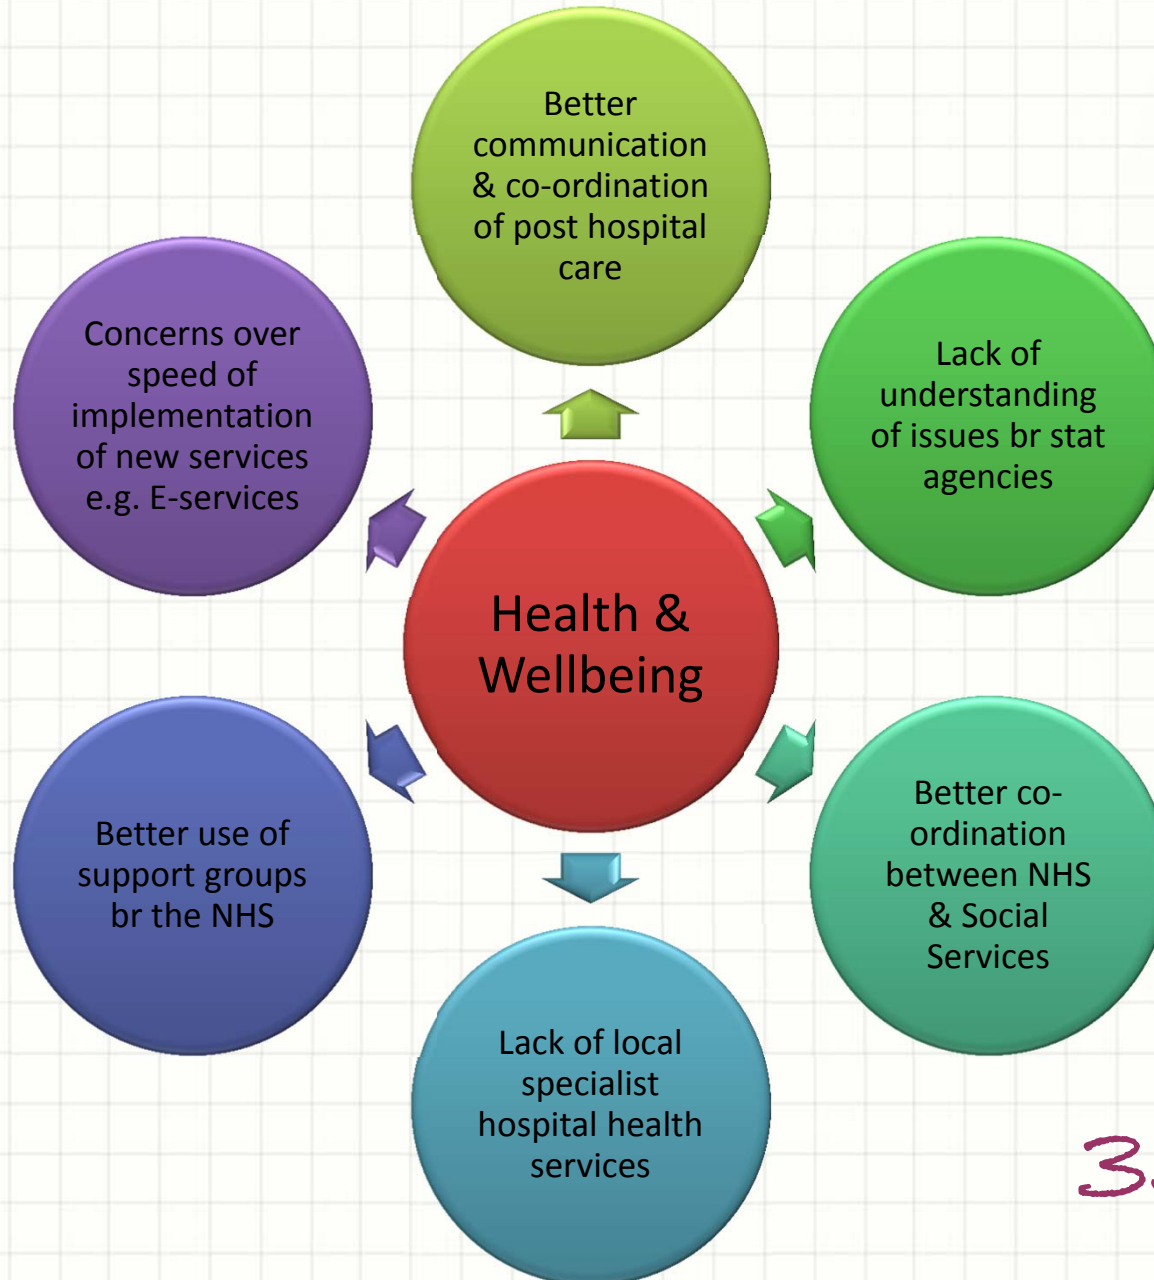 Better
communication
& co-ordination
of post hospital
care
Concerns over
speed of
implementation
of new services
e.g. E-services
Lack of
understanding
of issues br stat
agencies
Health &
Wellbeing
Better use of
support groups
br the NHS
Better co-
ordination
between NHS
& Social
Services
Lack of local
specialist
hospital health
services
3.